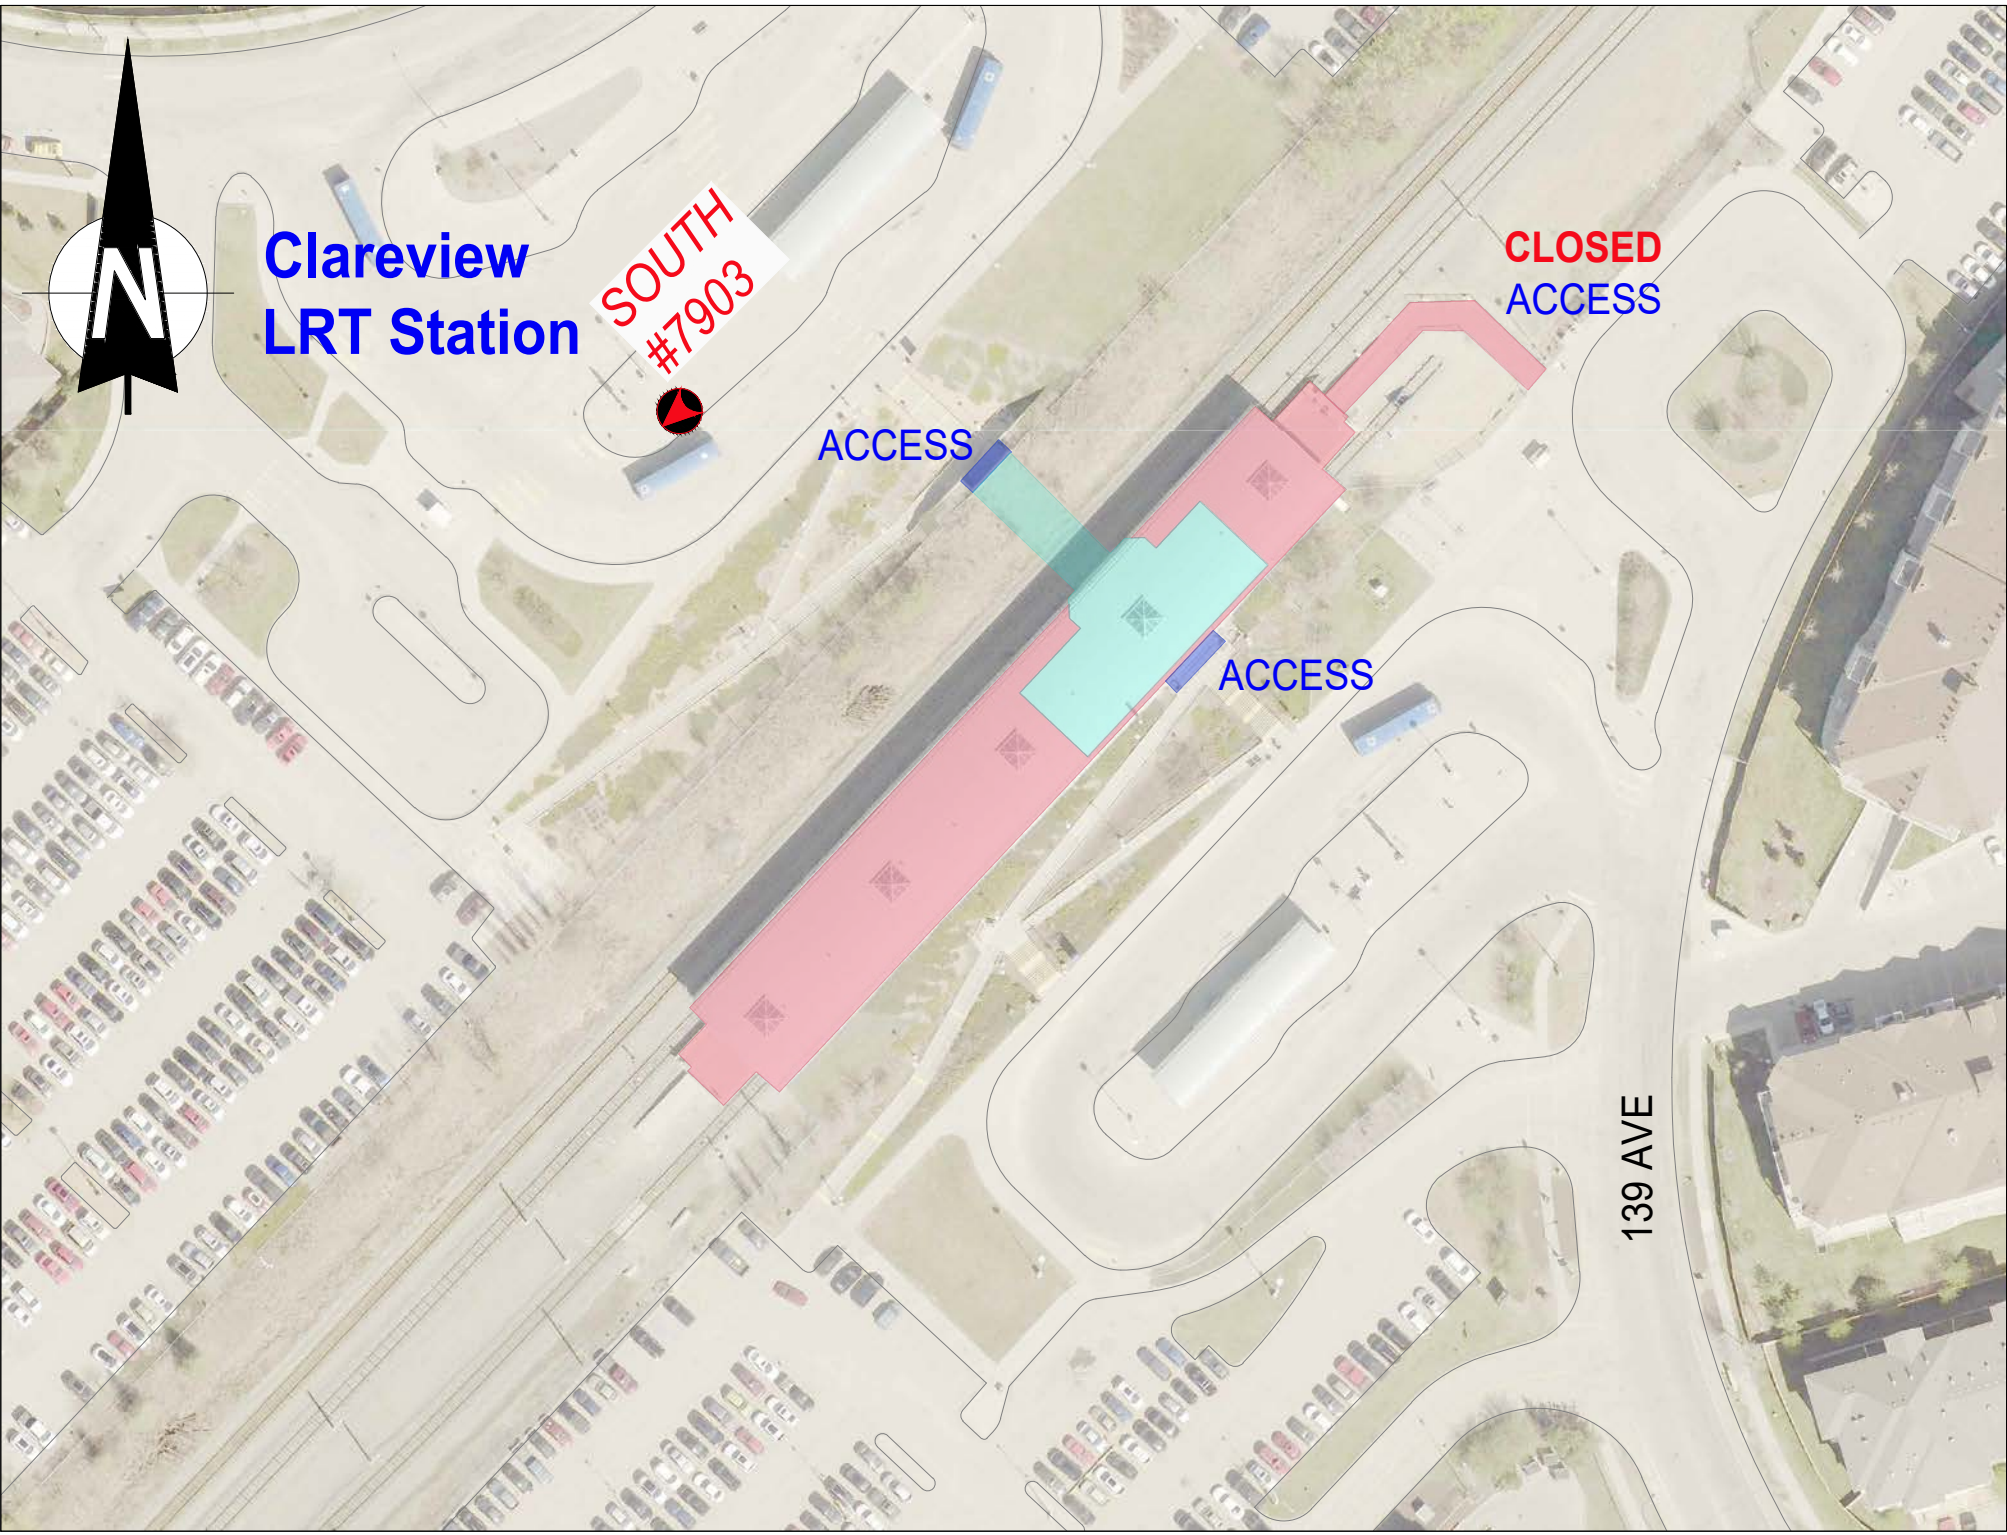 N
Clareview
LRT Station
SOUTH
#7903
CLOSED
ACCESS
ACCESS
ACCESS
139 AVE